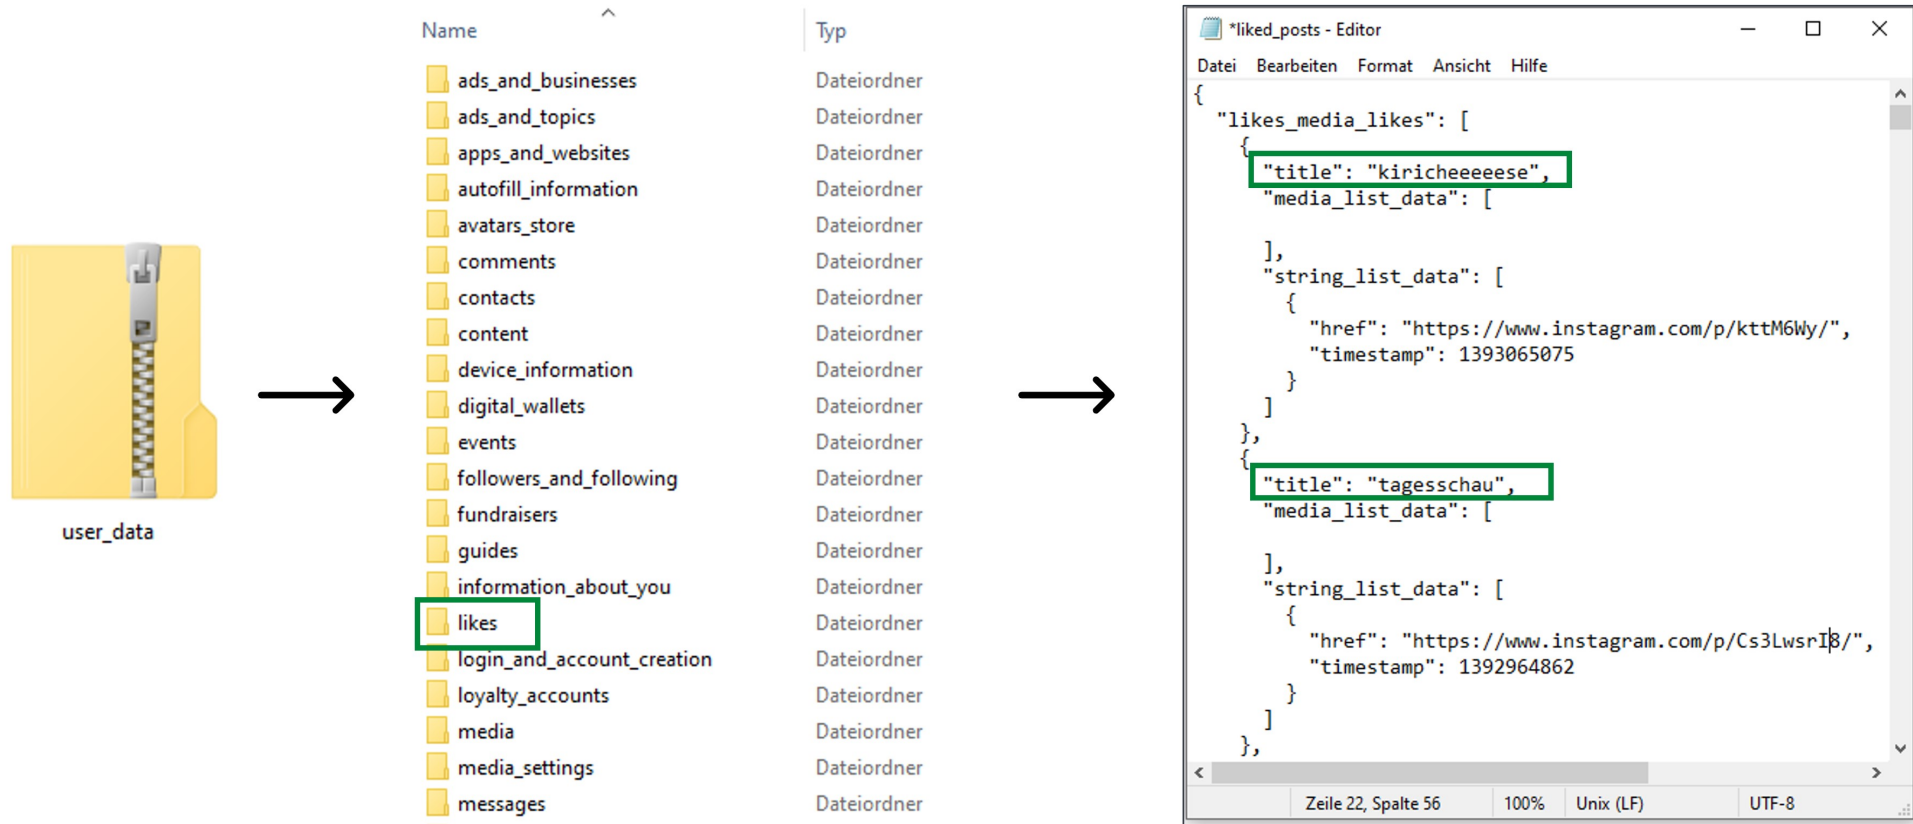 user_data
Name Typ
ads_and_businesses Dateiordner
ads_and_topics Dateiordner
apps_and_websites Dateiordner
autofill_information Dateiordner
avatars_store Dateiordner
comments Dateiordner
contacts Dateiordner
content Dateiordner
device_information Dateiordner
digital_wallets Dateiordner
events Dateiordner
followers_and_following Dateiordner
fundraisers Dateiordner
guides Dateiordner
information_about_you Dateiordner
likes Dateiordner
login_and_account_creation Dateiordner
loyalty_accounts Dateiordner
media Dateiordner
media_settings Dateiordner
messages Dateiordner
*liked_posts - Editor
Datei Bearbeiten Format Ansicht Hilfe
{
"likes_media_likes": [
{
"title": "kiricheeeeese",
"media_list_data": [
],
"string_list_data": [
{
"href": "https://www.instagram.com/p/kttM6Wy/",
"timestamp": 1393065075
}
]
},
{
"title": "tagesschau",
"media_list_data": [
],
"string_list_data": [
{
"href": "https://www.instagram.com/p/Cs3LwsrI8/",
"timestamp": 1392964862
}
]
},
Zeile 22, Spalte 56 100% Unix (LF) UTF-8